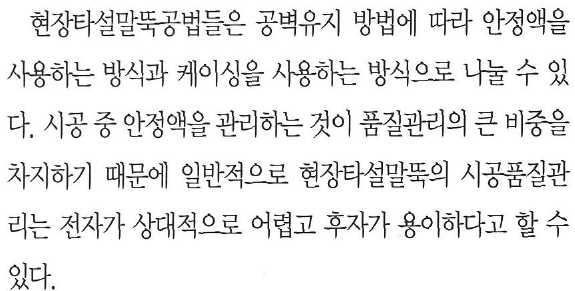 현장타설말뚝공법들은 공벽유지 방법에 따라 안정액을
사용하는 방식과 케이싱을 사용하는 방식으로 나눌 수 있
다. 시공 중 안정액을 관리하는 것이 품질관리의 큰 비중을
차지하기 때문에 일반적으로 현장타설말뚝의 시공품질관
리는 전자가 상대적으로 어렵고 후자가 용이하다고 할 수
있다.